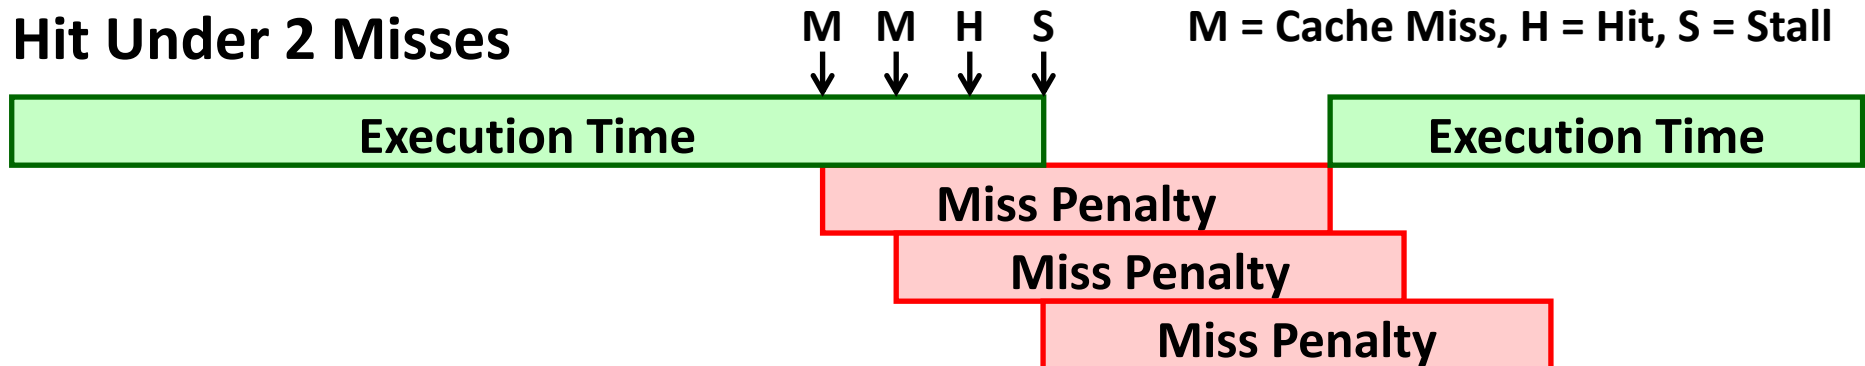 Hit Under 2 Misses
M M H S
M = Cache Miss, H = Hit, S = Stall
Execution Time
Execution Time
Miss Penalty
Miss Penalty
Miss Penalty